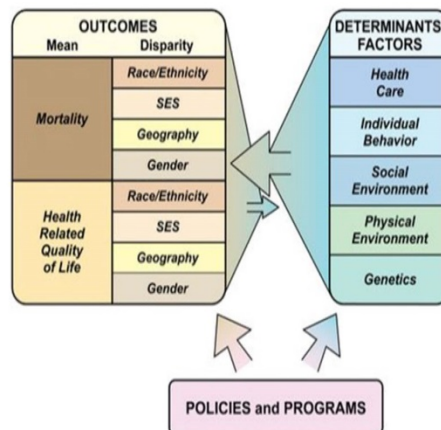 OUTCOMES
Mean Disparity
Mortality
Race/Ethnicity
SES
Geography
Gender
Health
Related
Quality
of Life
Race/Ethnicity
SES
Geography
Gender
DETERMINANTS
FACTORS
Health
Care
Individual
Behavior
Social
Environment
Physical
Environment
Genetics
POLICIES and PROGRAMS